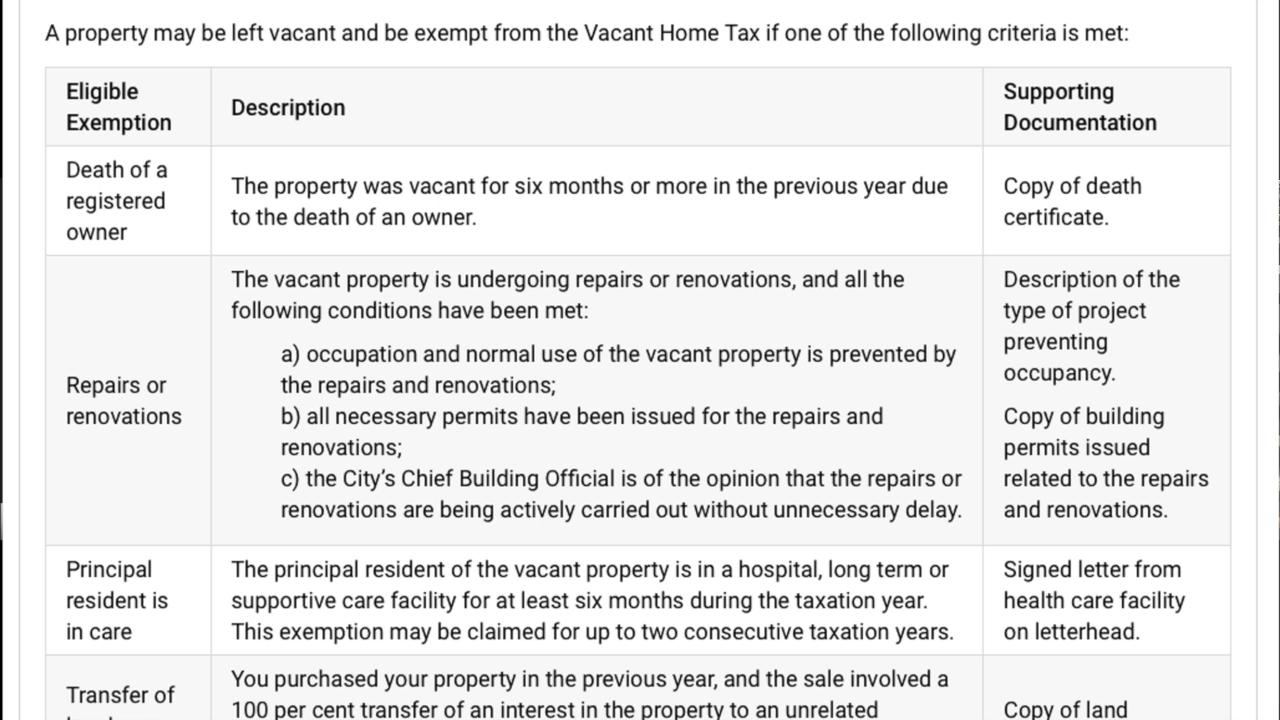 A property may be left vacant and be exempt from the Vacant Home Tax if one of the following criteria is met:
Eligible
Exemption
Description
Supporting
Documentation
Death of a
registered
owner
The property was vacant for six months or more in the previous year due
to the death of an owner.
Copy of death
certificate.
Repairs or
renovations
The vacant property is undergoing repairs or renovations, and all the
following conditions have been met:
a) occupation and normal use of the vacant property is prevented by
the repairs and renovations;
b) all necessary permits have been issued for the repairs and
renovations;
c) the City’s Chief Building Official is of the opinion that the repairs or
renovations are being actively carried out without unnecessary delay.
Description of the
type of project
preventing
occupancy.
Copy of building
permits issued
related to the repairs
and renovations.
Principal
resident is
in care
The principal resident of the vacant property is in a hospital, long term or
supportive care facility for at least six months during the taxation year.
This exemption may be claimed for up to two consecutive taxation years.
Signed letter from
health care facility
on letterhead.
Transfer of
You purchased your property in the previous year, and the sale involved a
100 per cent transfer of an interest in the property to an unrelated
Copy of land